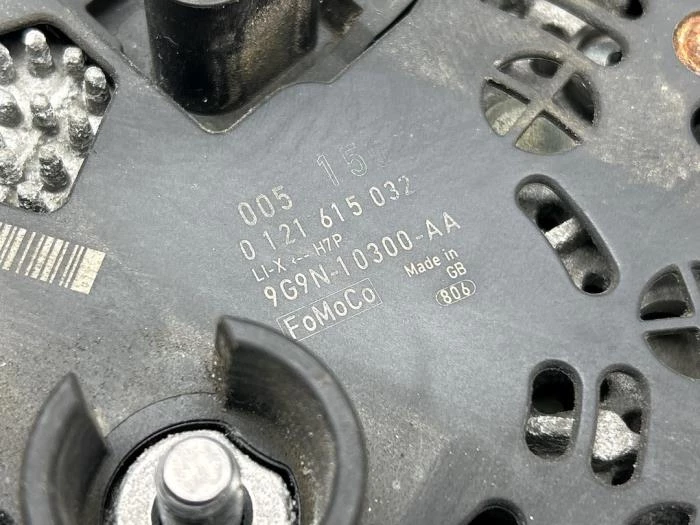 005 15
0 121 615 032
LI-X <-- H7P
9G9N-10300-AA
Made in
GB
FoMoCo
806